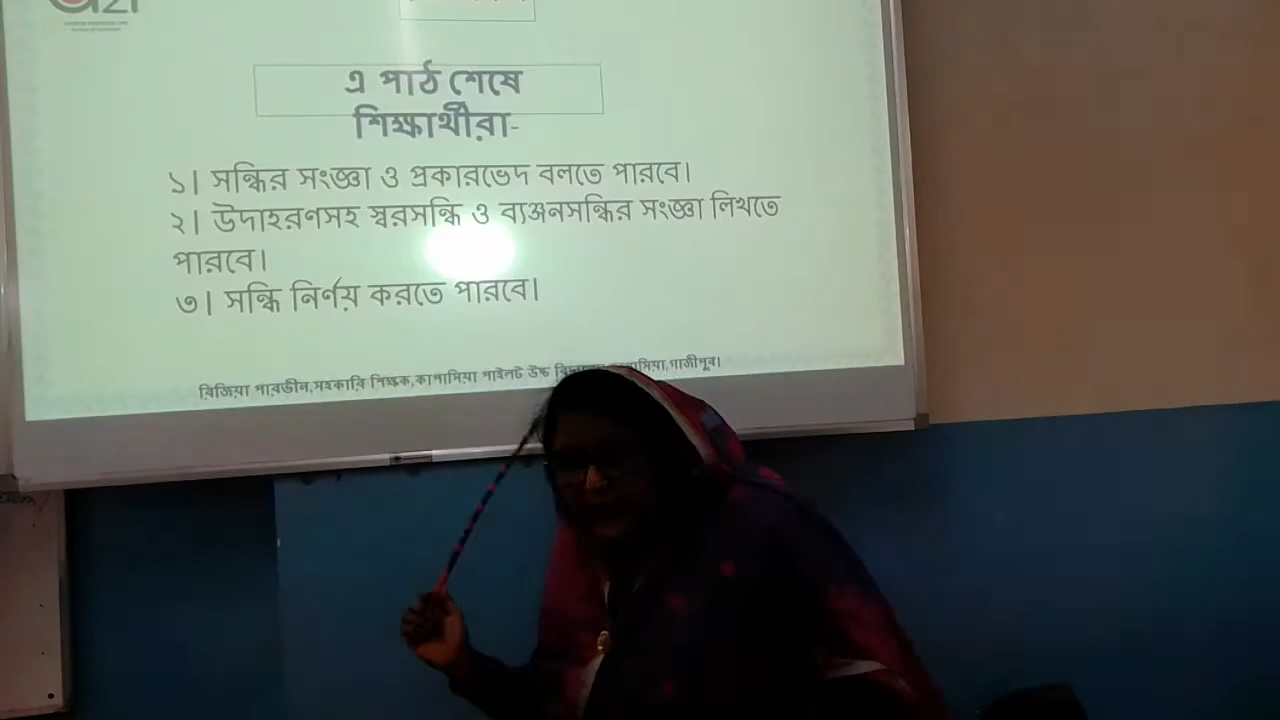 এ পাঠ শেষে
শিক্ষার্থীরা-
১। সন্ধির সংজ্ঞা ও প্রকারভেদ বলতে পারবে।
২। উদাহরণসহ স্বরসন্ধি ও ব্যঞ্জনসন্ধির সংজ্ঞা লিখতে
পারবে।
৩। সন্ধি নির্ণয় করতে পারবে।
রিজিয়া পারভীন,সহকারি শিক্ষক,কাপাসিয়া পাইলট উচ্চ গাজীপুর।